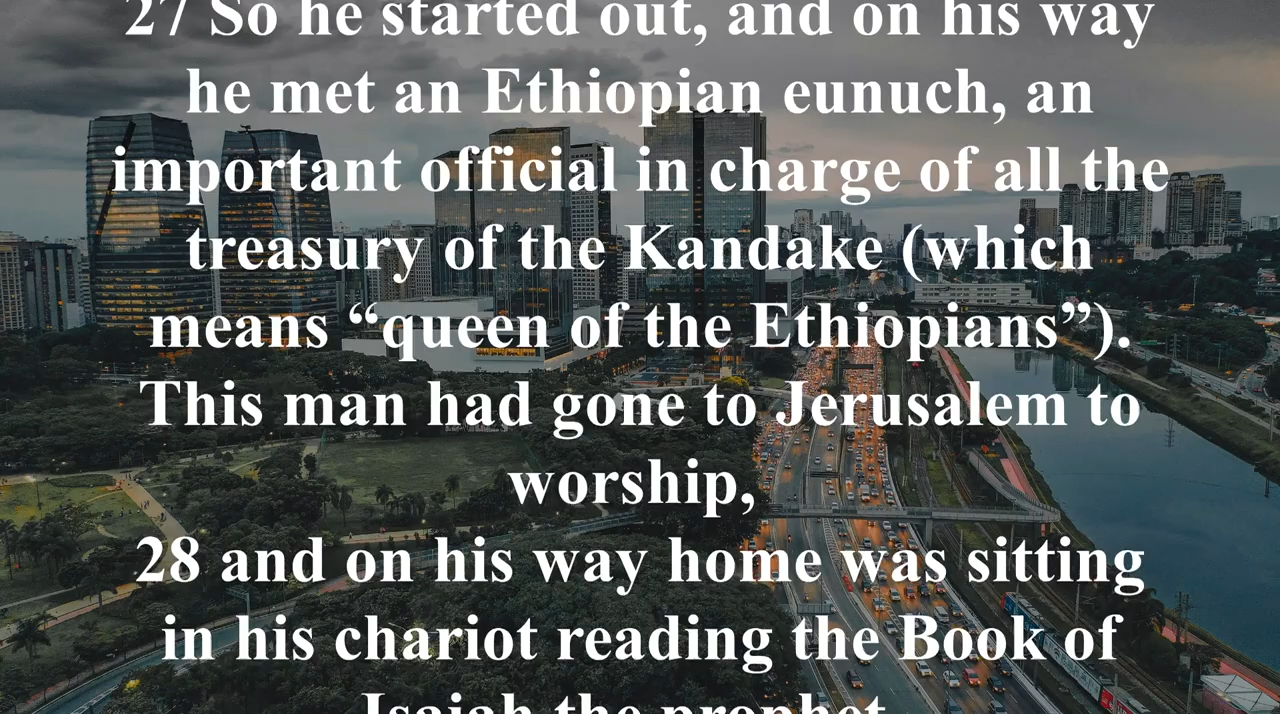 27 So he started out, and on his way
he met an Ethiopian eunuch, an
important official in charge of all the
treasury of the Kandake (which
means “queen of the Ethiopians”).
This man had gone to Jerusalem to
worship,
28 and on his way home was sitting
in his chariot reading the Book of
Isaiah the prophet